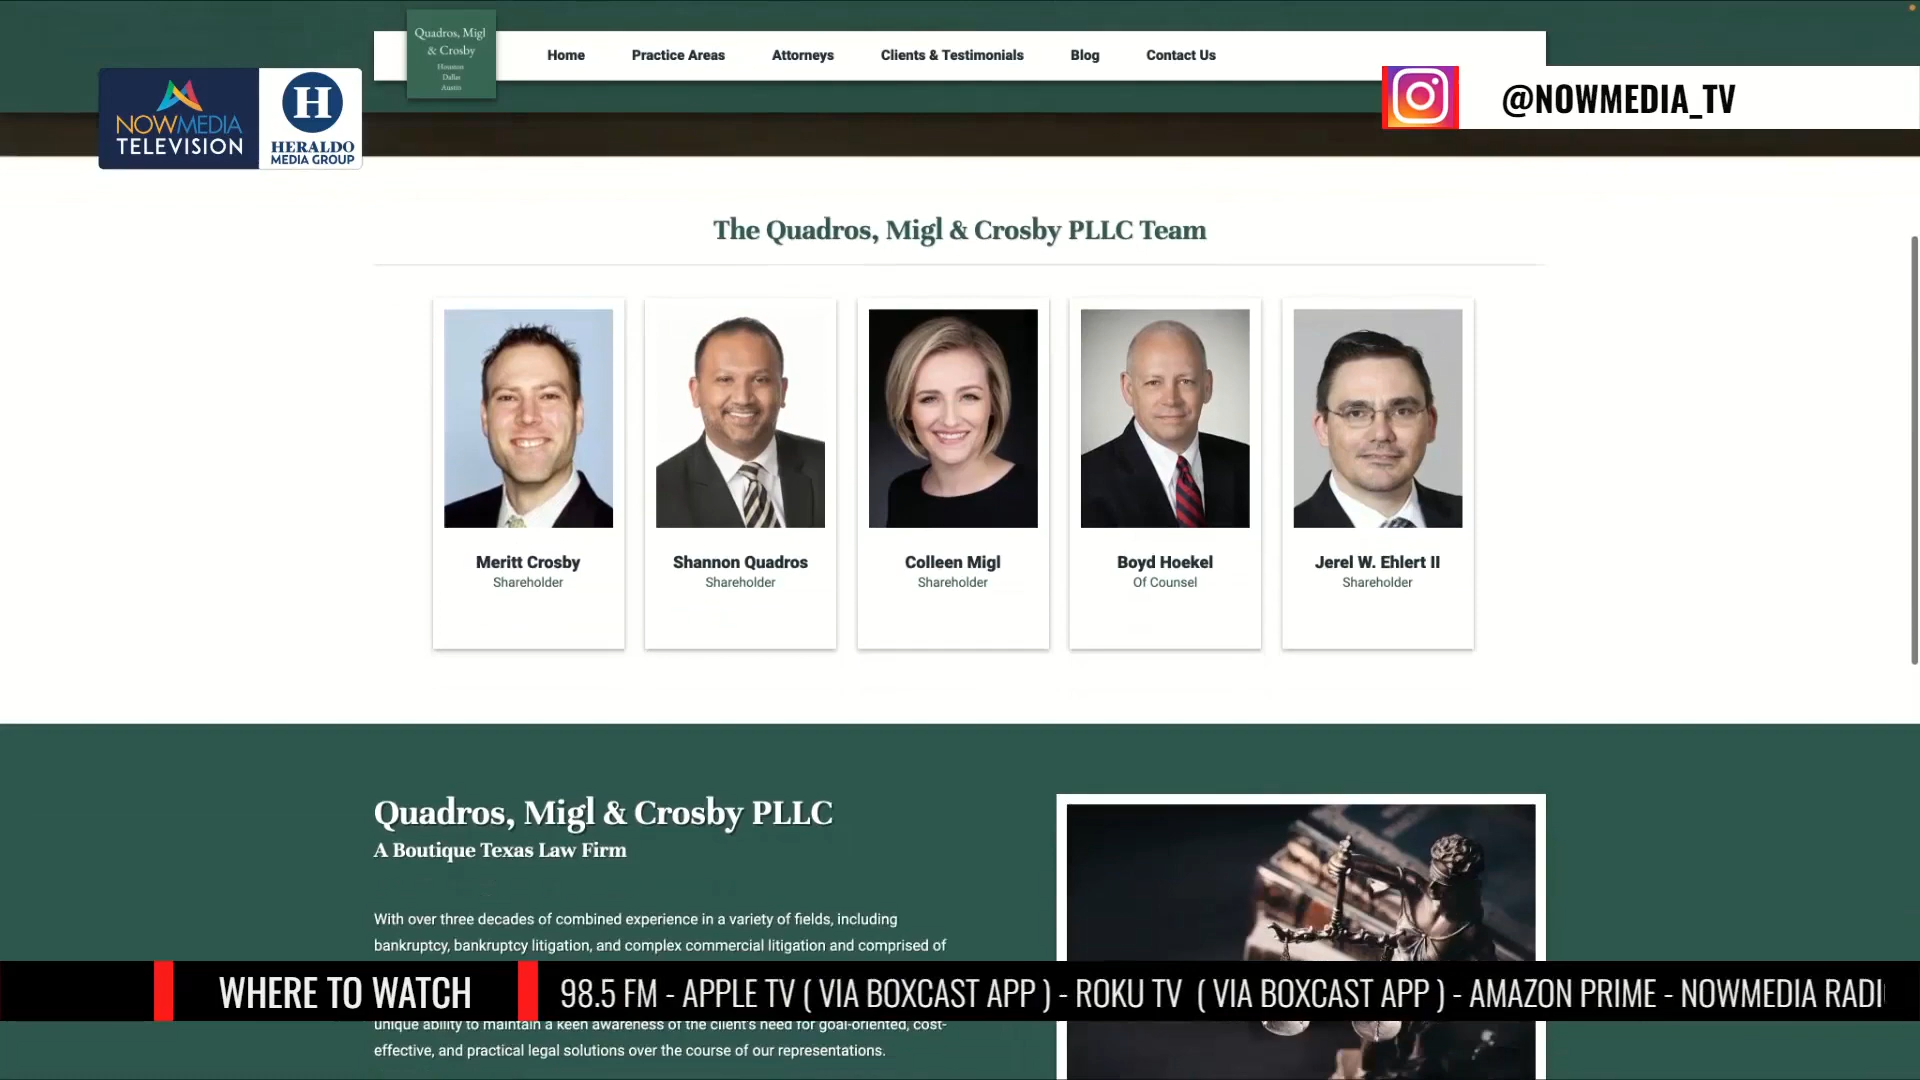 Quadros, Migl
& Crosby
Houston
Dallas
Austin
Home
Practice Areas
Attorneys
Clients & Testimonials
Blog
Contact Us
NOWMEDIA
TELEVISION
H
HERALDO
MEDIA GROUP
@NOWMEDIA_TV
The Quadros, Migl & Crosby PLLC Team
Meritt Crosby
Shareholder
Shannon Quadros
Shareholder
Colleen Migl
Shareholder
Boyd Hoekel
Of Counsel
Jerel W. Ehlert II
Shareholder
Quadros, Migl & Crosby PLLC
A Boutique Texas Law Firm
With over three decades of combined experience in a variety of fields, including
bankruptcy, bankruptcy litigation, and complex commercial litigation and comprised of
WHERE TO WATCH
98.5 FM - APPLE TV ( VIA BOXCAST APP ) - ROKU TV ( VIA BOXCAST APP ) - AMAZON PRIME - NOWMEDIA RADI
unique ability to maintain a keen awareness of the client's need for goal-oriented, cost-
effective, and practical legal solutions over the course of our representations.